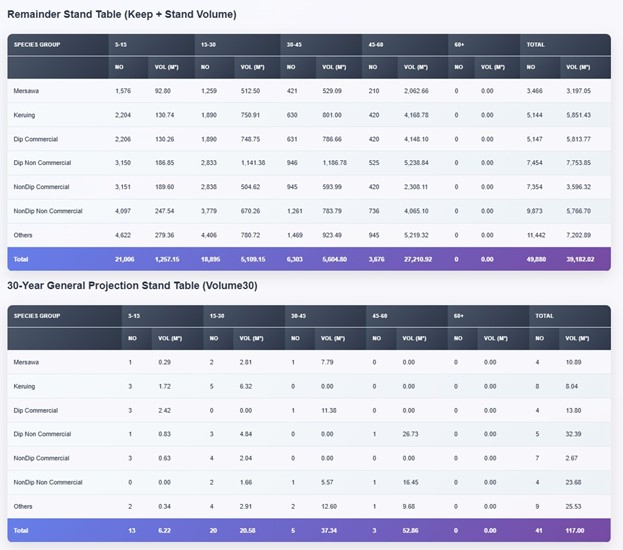 Remainder Stand Table (Keep + Stand Volume)
SPECIES GROUP 5-15 15-30 30-45 45-60 60+ TOTAL
NO VOL (M³) NO VOL (M³) NO VOL (M³) NO VOL (M³) NO VOL (M³) NO VOL (M³)
Mersawa 1,576 92.80 1,259 512.50 421 529.09 210 2,062.66 0 0.00 3,466 3,197.05
Keruing 2,204 130.74 1,890 750.91 630 801.00 420 4,168.78 0 0.00 5,144 5,851.43
Dip Commercial 2,206 130.26 1,890 748.75 631 786.66 420 4,148.10 0 0.00 5,147 5,813.77
Dip Non Commercial 3,150 186.85 2,833 1,141.38 946 1,186.78 525 5,238.84 0 0.00 7,454 7,753.85
NonDip Commercial 3,151 189.60 2,838 504.62 945 593.99 420 2,308.11 0 0.00 7,354 3,596.32
NonDip Non Commercial 4,097 247.54 3,779 670.26 1,261 783.79 736 4,065.10 0 0.00 9,873 5,766.70
Others 4,622 279.36 4,406 780.72 1,469 923.49 945 5,219.32 0 0.00 11,442 7,202.89
Total 21,006 1,257.15 18,895 5,109.15 6,303 5,604.80 3,676 27,210.92 0 0.00 49,880 39,182.02
30-Year General Projection Stand Table (Volume30)
SPECIES GROUP 5-15 15-30 30-45 45-60 60+ TOTAL
NO VOL (M³) NO VOL (M³) NO VOL (M³) NO VOL (M³) NO VOL (M³) NO VOL (M³)
Mersawa 1 0.29 2 2.81 1 7.79 0 0.00 0 0.00 4 10.89
Keruing 3 1.72 5 6.32 0 0.00 0 0.00 0 0.00 8 8.04
Dip Commercial 3 2.42 0 0.00 1 11.38 0 0.00 0 0.00 4 13.80
Dip Non Commercial 1 0.83 3 4.84 0 0.00 1 26.73 0 0.00 5 32.39
NonDip Commercial 3 0.63 4 2.04 0 0.00 0 0.00 0 0.00 7 2.67
NonDip Non Commercial 0 0.00 2 1.66 1 5.57 1 16.45 0 0.00 4 23.68
Others 2 0.34 4 2.91 2 12.60 1 9.68 0 0.00 9 25.53
Total 13 6.22 20 20.58 5 37.34 3 52.86 0 0.00 41 117.00